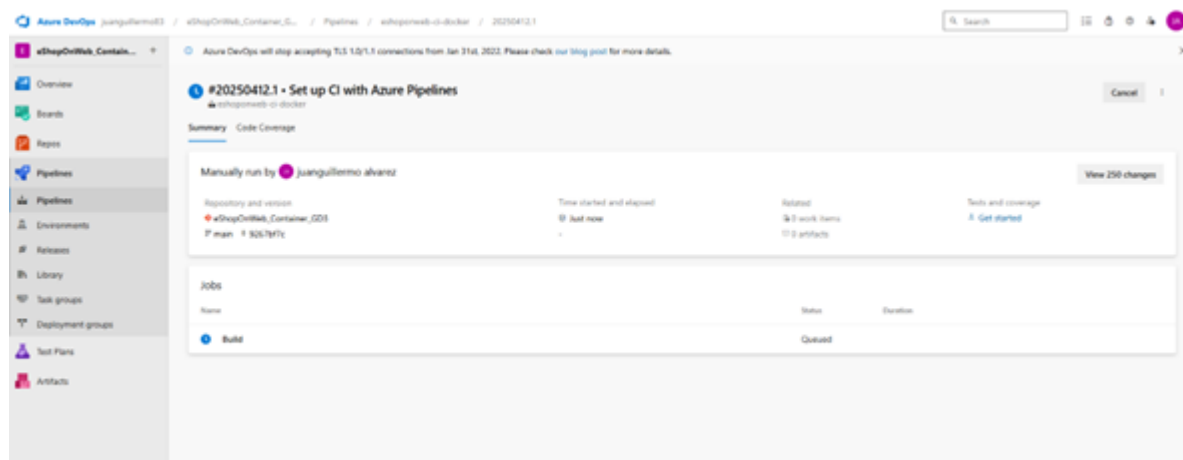 Azure DevOps juanguillermo83 / eShopOnWeb_Container_G... / Pipelines / eshoponweb-ci-docker / 20250412.1
Search
eShopOnWeb_Contain...
Azure DevOps will stop accepting TLS 1.0/1.1 connections from Jan 31st, 2022. Please check our blog post for more details.
Overview
#20250412.1 • Set up CI with Azure Pipelines
eshoponweb-ci-docker
Cancel
Boards
Summary Code Coverage
Repos
Pipelines
Manually run by juanguillermo alvarez
View 250 changes
Pipelines
Repository and version Time started and elapsed Related Tests and coverage
eShopOnWeb_Container_GD3 Just now 0 work items Get started
main 9267bf7c - 0 artifacts
Environments
Releases
Library
Task groups
Deployment groups
Test Plans
Artifacts
Jobs
Name Status Duration
Build Queued